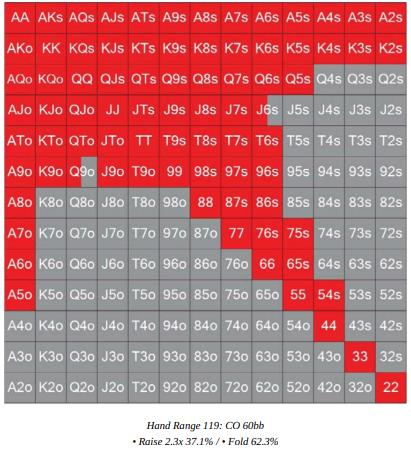 AA AKs AQs AJs ATs A9s A8s A7s A6s A5s A4s A3s A2s
AKo KK KQs KJs KTs K9s K8s K7s K6s K5s K4s K3s K2s
AQo KQo QQ QJs QTs Q9s Q8s Q7s Q6s Q5s Q4s Q3s Q2s
AJo KJo QJo JJ JTs J9s J8s J7s J6s J5s J4s J3s J2s
ATo KTo QTo JTo TT T9s T8s T7s T6s T5s T4s T3s T2s
A9o K9o Q9o J9o T9o 99 98s 97s 96s 95s 94s 93s 92s
A8o K8o Q8o J8o T8o 98o 88 87s 86s 85s 84s 83s 82s
A7o K7o Q7o J7o T7o 97o 87o 77 76s 75s 74s 73s 72s
A6o K6o Q6o J6o T6o 96o 86o 76o 66 65s 64s 63s 62s
A5o K5o Q5o J5o T5o 95o 85o 75o 65o 55 54s 53s 52s
A4o K4o Q4o J4o T4o 94o 84o 74o 64o 54o 44 43s 42s
A3o K3o Q3o J3o T3o 93o 83o 73o 63o 53o 43o 33 32s
A2o K2o Q2o J2o T2o 92o 82o 72o 62o 52o 42o 32o 22
Hand Range 119: CO 60bb
• Raise 2.3x 37.1% / • Fold 62.3%